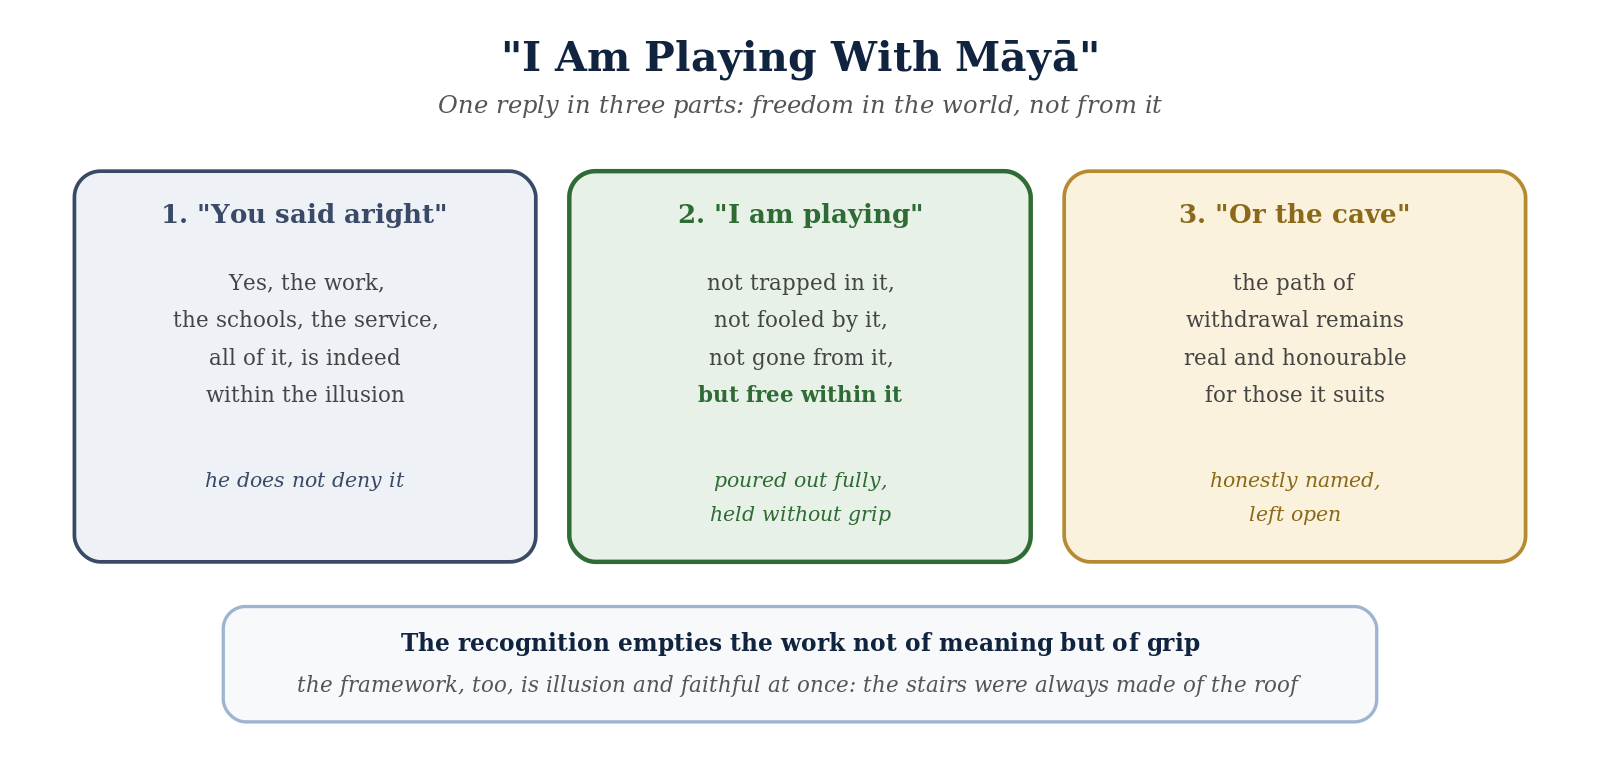 "I Am Playing With Māyā"
One reply in three parts: freedom in the world, not from it
1. "You said aright"
Yes, the work,
the schools, the service,
all of it, is indeed
within the illusion
he does not deny it
2. "I am playing"
not trapped in it,
not fooled by it,
not gone from it,
but free within it
poured out fully,
held without grip
3. "Or the cave"
the path of
withdrawal remains
real and honourable
for those it suits
honestly named,
left open
The recognition empties the work not of meaning but of grip
the framework, too, is illusion and faithful at once: the stairs were always made of the roof